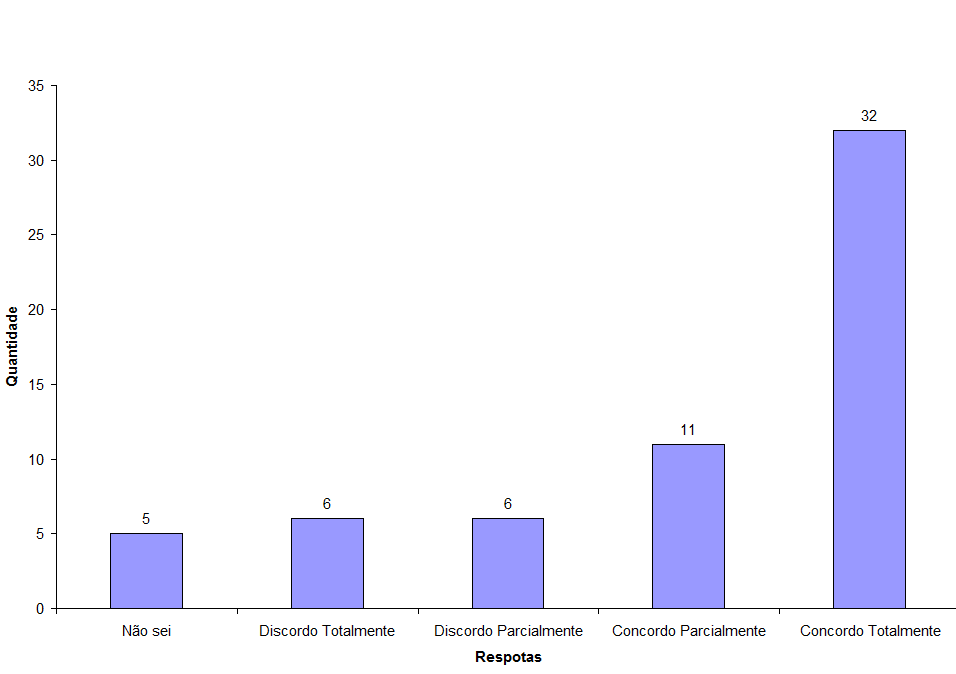 35
32
30
25
20
Quantidade
15
11
10
6
6
5
5
0
Não sei
Discordo Totalmente
Discordo Parcialmente
Concordo Parcialmente
Concordo Totalmente
Respotas